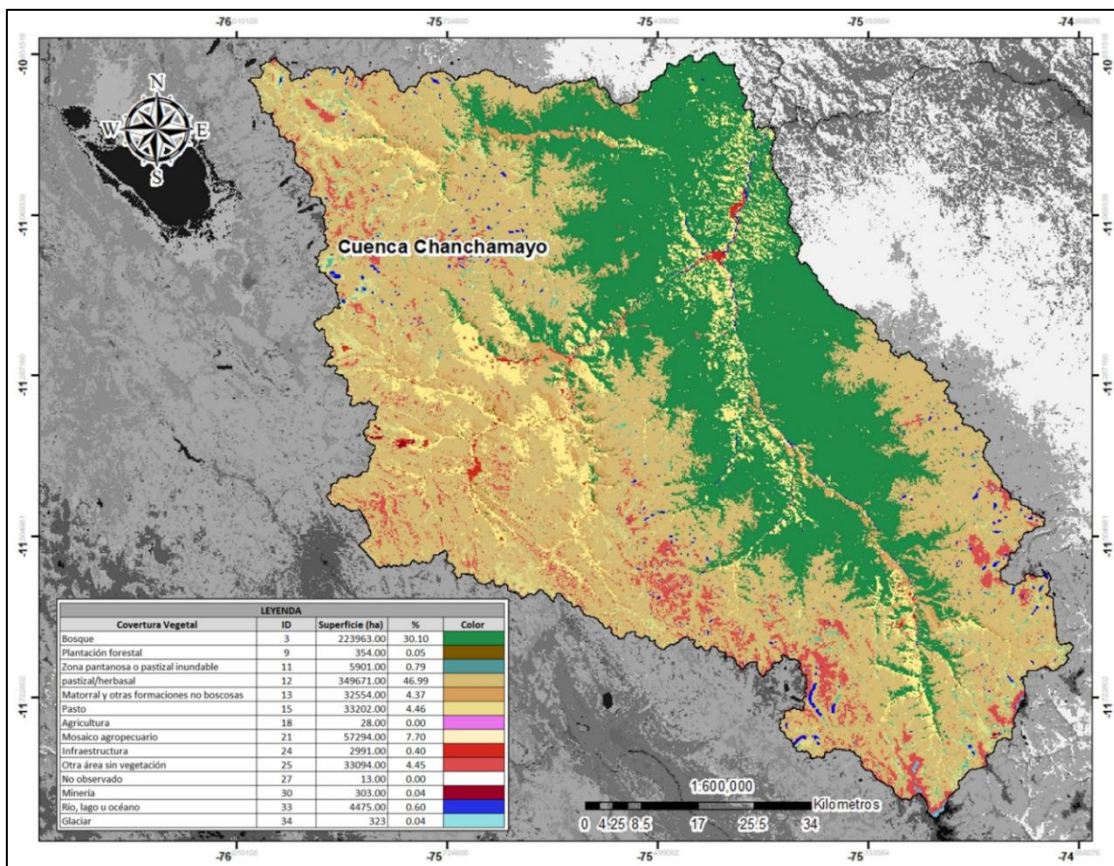 -76 -75 -75 -75 -74
-10 -10
N
W E
S
Cuenca Chanchamayo
-11 -11
-11 -11
-11 -11
-11 -11
LEYENDA
Covertura Vegetal ID Superficie (ha) % Color
Bosque 3 223963.00 30.10
Plantación forestal 9 354.00 0.05
Zona pantanosa o pastizal inundable 11 5901.00 0.79
pastizal/herbasal 12 349671.00 46.99
Matorral y otras formaciones no boscosas 13 32554.00 4.37
Pasto 15 33202.00 4.46
Agricultura 18 28.00 0.00
Mosaico agropecuario 21 57294.00 7.70
Infraestructura 24 2991.00 0.40
Otra área sin vegetación 25 33094.00 4.45
No observado 27 13.00 0.00
Minería 30 303.00 0.04
Río, lago u océano 33 4475.00 0.60
Glaciar 34 323 0.04
1:600,000
Kilometros
0 4.25 8.5 17 25.5 34
-76 -75 -75 -75 -74